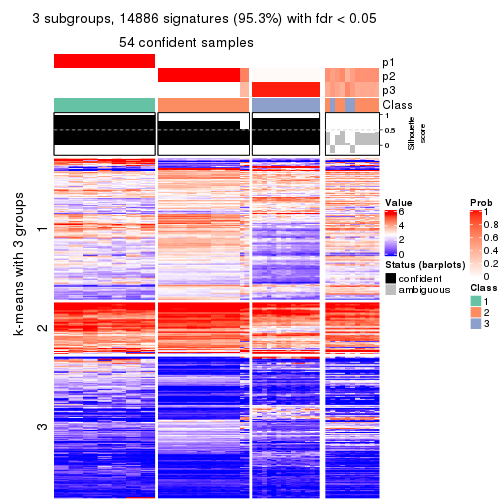 3 subgroups, 14886 signatures (95.3%) with fdr < 0.05
54 confident samples
p1
p2
p3
Class
1
0.5
0
Silhouette
score
k-means with 3 groups
1
2
3
Value
6
4
2
0
Status (barplots)
confident
ambiguous
Prob
1
0.8
0.6
0.4
0.2
0
Class
1
2
3